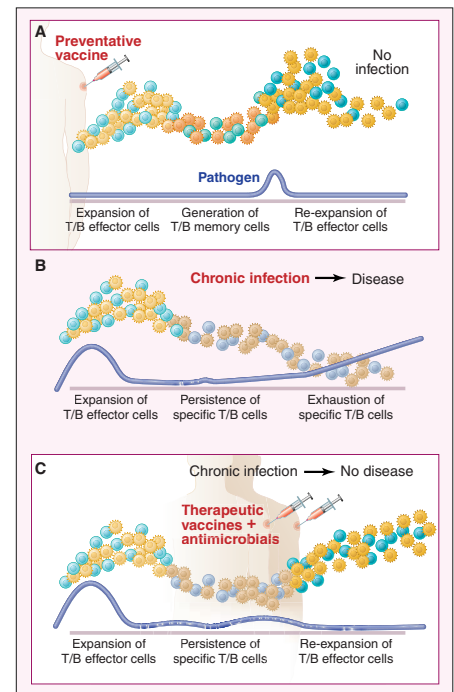 A
Preventative
vaccine
No
infection
Pathogen
Expansion of
T/B effector cells
Generation of
T/B memory cells
Re-expansion of
T/B effector cells
B
Chronic infection → Disease
Expansion of
T/B effector cells
Persistence of
specific T/B cells
Exhaustion of
specific T/B cells
C
Chronic infection → No disease
Therapeutic
vaccines +
antimicrobials
Expansion of
T/B effector cells
Persistence of
specific T/B cells
Re-expansion of
T/B effector cells